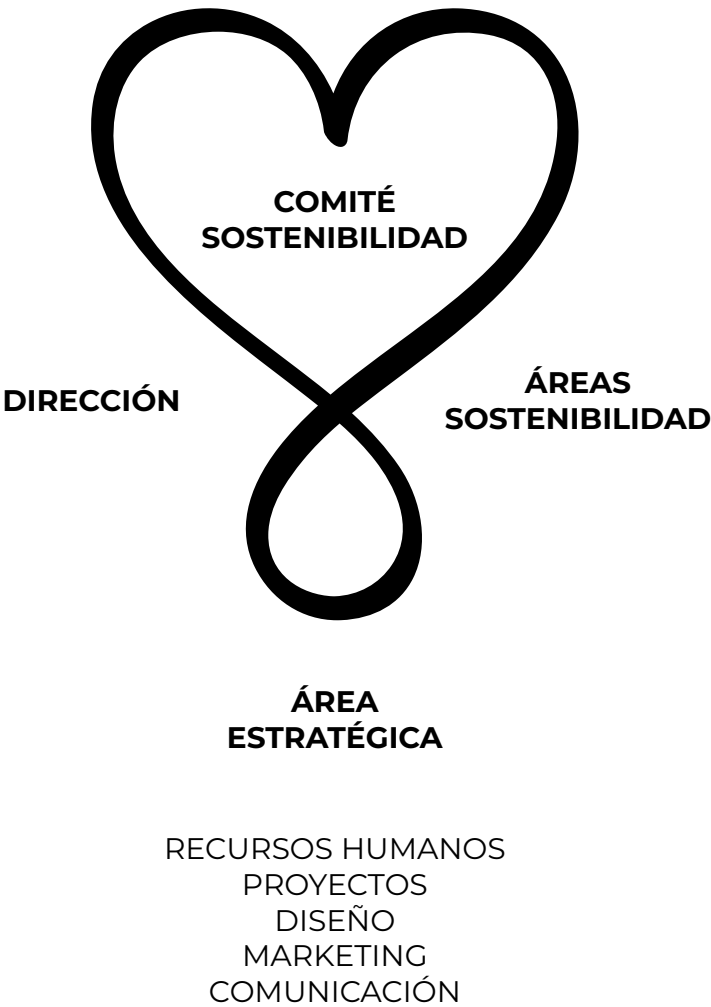 COMITÉ
SOSTENIBILIDAD
DIRECCIÓN
ÁREAS
SOSTENIBILIDAD
ÁREA
ESTRATÉGICA
RECURSOS HUMANOS
PROYECTOS
DISEÑO
MARKETING
COMUNICACIÓN